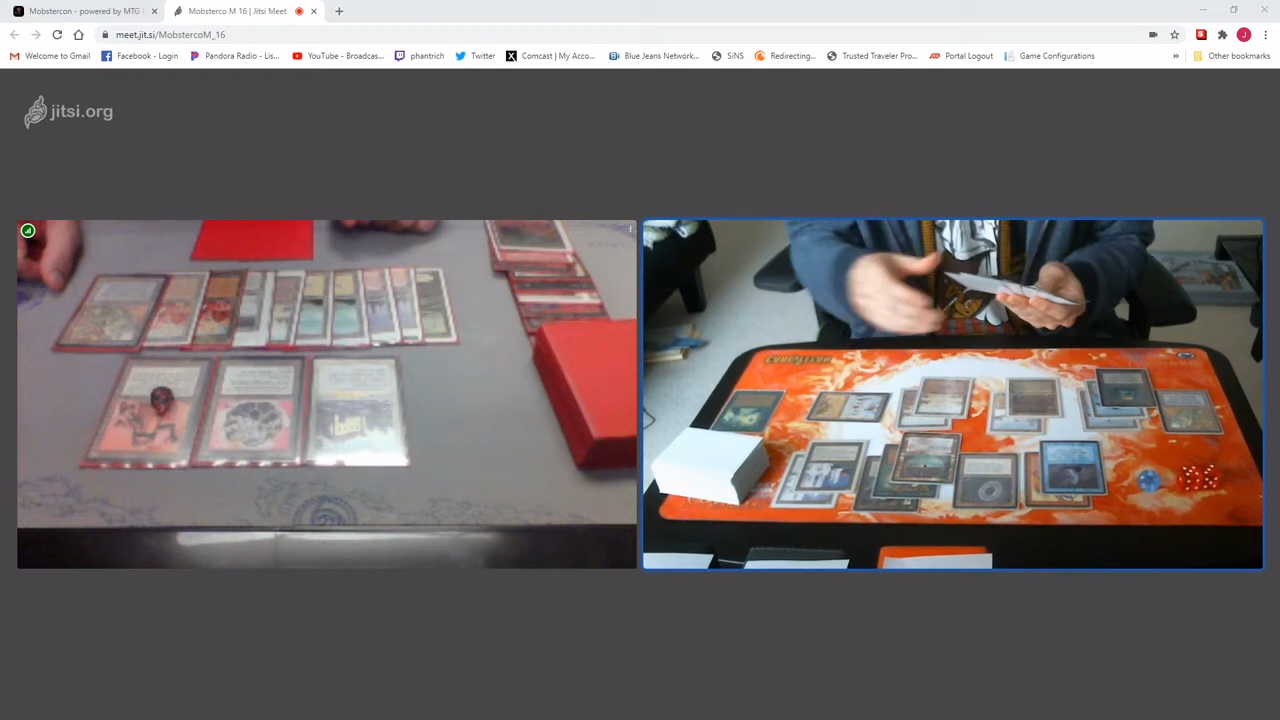 Mobstercon - powered by MTG
Mobsterco M 16 | Jitsi Meet
meet.jit.si/MobstercoM_16
Welcome to Gmail
Facebook - Login
Pandora Radio - Lis...
YouTube - Broadcas...
phantrich
Twitter
Comcast | My Acco...
Blue Jeans Network...
SiNS
Redirecting...
Trusted Traveler Pro...
Portal Logout
Game Configurations
»
Other bookmarks
jitsi.org